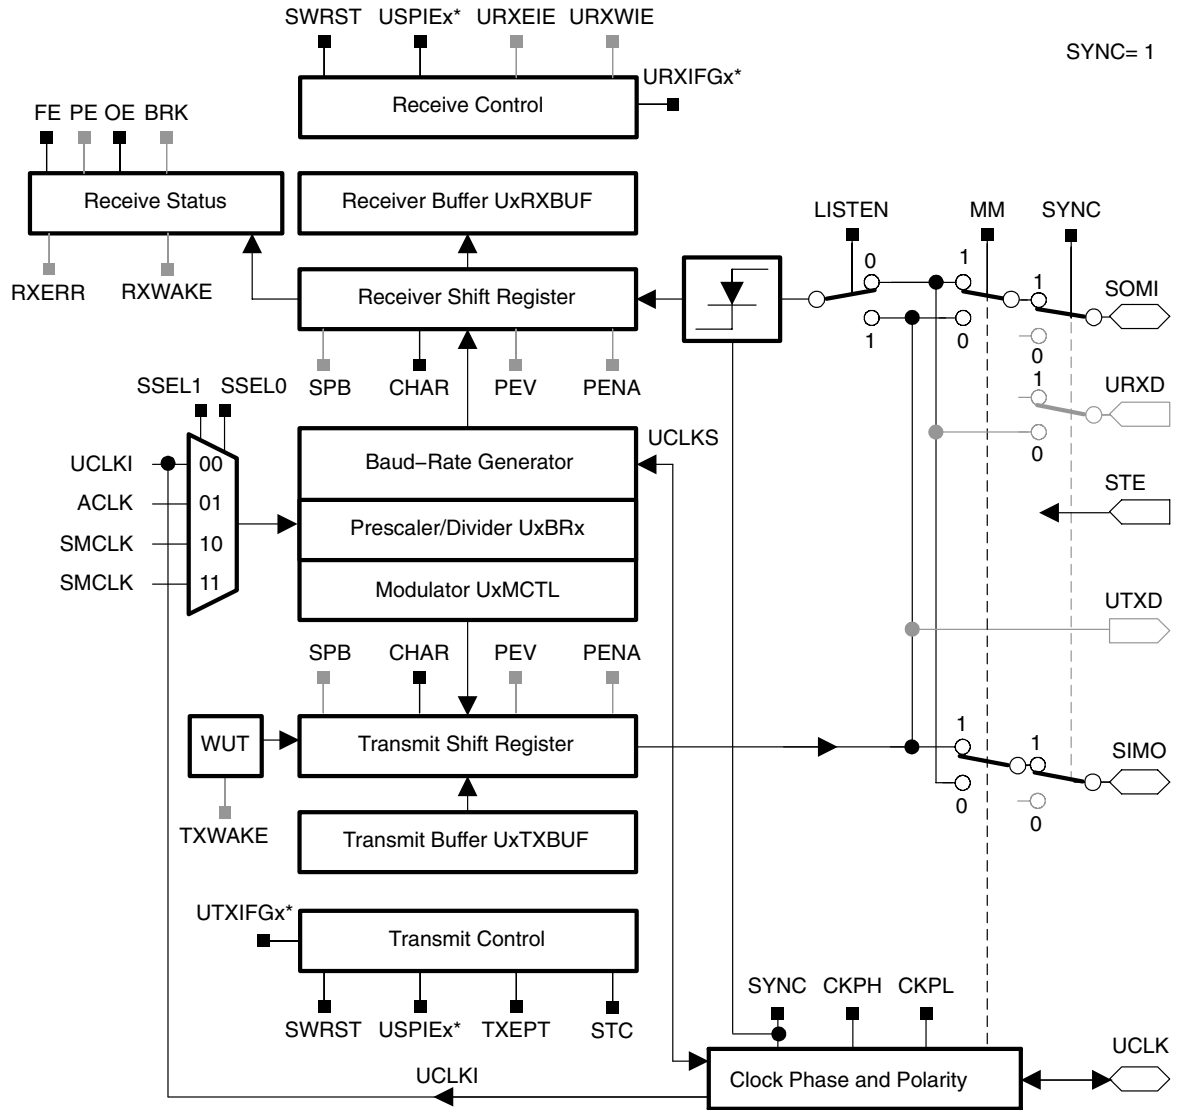 SWRST USPIEx* URXEIE URXWIE
SYNC= 1
Receive Control
URXIFGx*
FE PE OE BRK
Receive Status
Receiver Buffer UxRXBUF
LISTEN MM SYNC
RXERR RXWAKE
Receiver Shift Register
0 1 1
SOMI
1 0 0
SPB CHAR PEV PENA
SSEL1 SSEL0
1
URXD
0
UCLKS
UCLKI 00
Baud–Rate Generator
ACLK 01
STE
SMCLK 10
Prescaler/Divider UxBRx
SMCLK 11
Modulator UxMCTL
UTXD
SPB CHAR PEV PENA
WUT
Transmit Shift Register
1 1
SIMO
0 0
TXWAKE
Transmit Buffer UxTXBUF
UTXIFGx*
Transmit Control
SWRST USPIEx* TXEPT STC
SYNC CKPH CKPL
UCLK
UCLKI
Clock Phase and Polarity